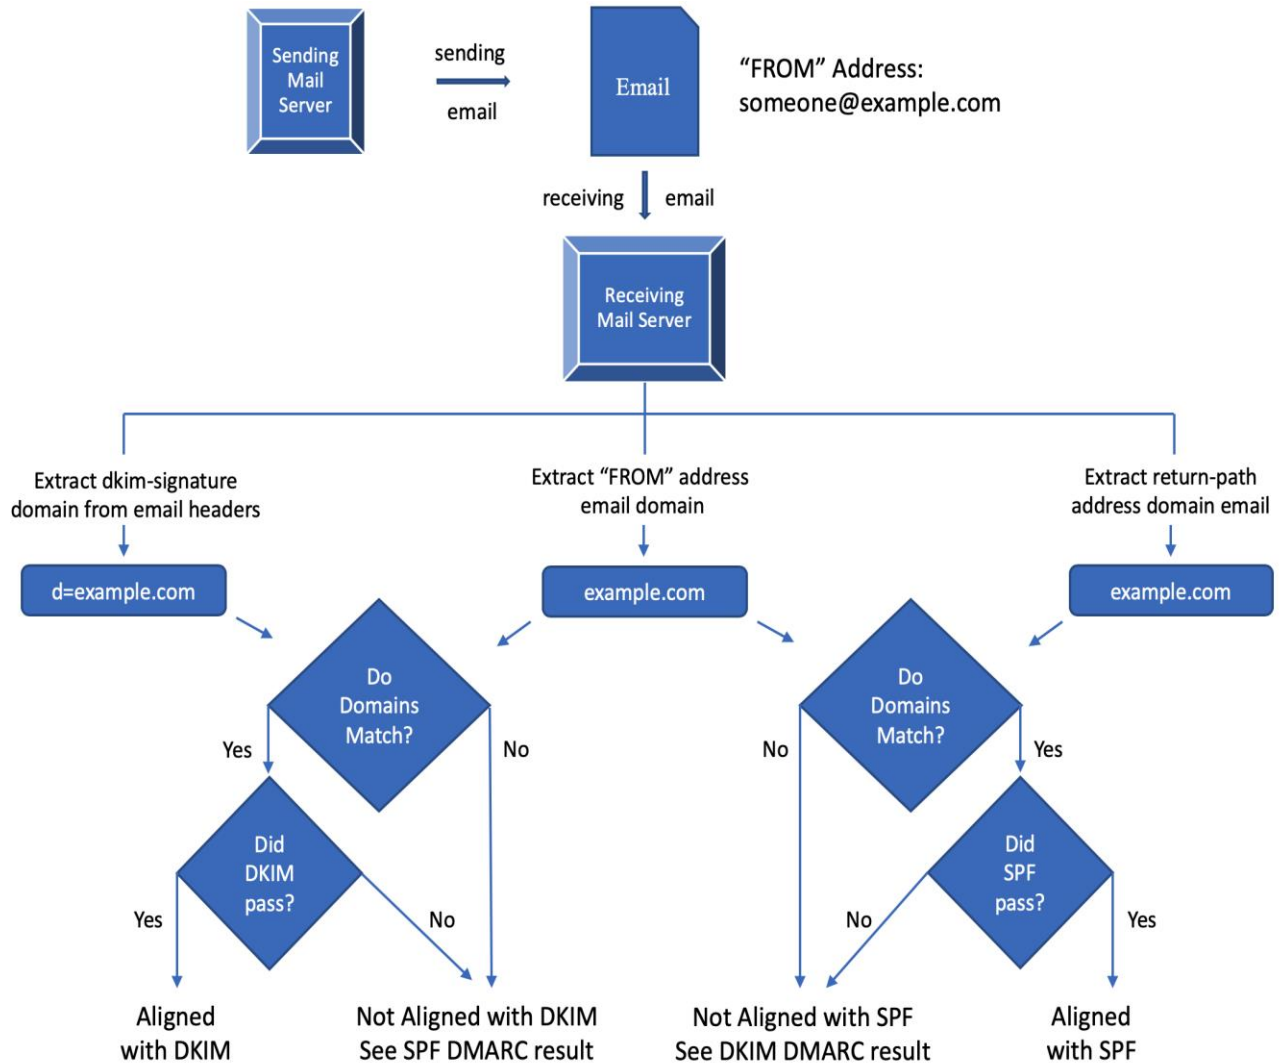 Sending
Mail
Server
sending
email
Email
"FROM" Address:
someone@example.com
receiving email
Receiving
Mail Server
Extract dkim-signature
domain from email headers
Extract "FROM" address
email domain
Extract return-path
address domain email
d=example.com
example.com
example.com
Do
Domains
Match?
Do
Domains
Match?
Yes
No
No
Yes
Did
DKIM
pass?
Did
SPF
pass?
Yes
No
No
Yes
Aligned
with DKIM
Not Aligned with DKIM
See SPF DMARC result
Not Aligned with SPF
See DKIM DMARC result
Aligned
with SPF